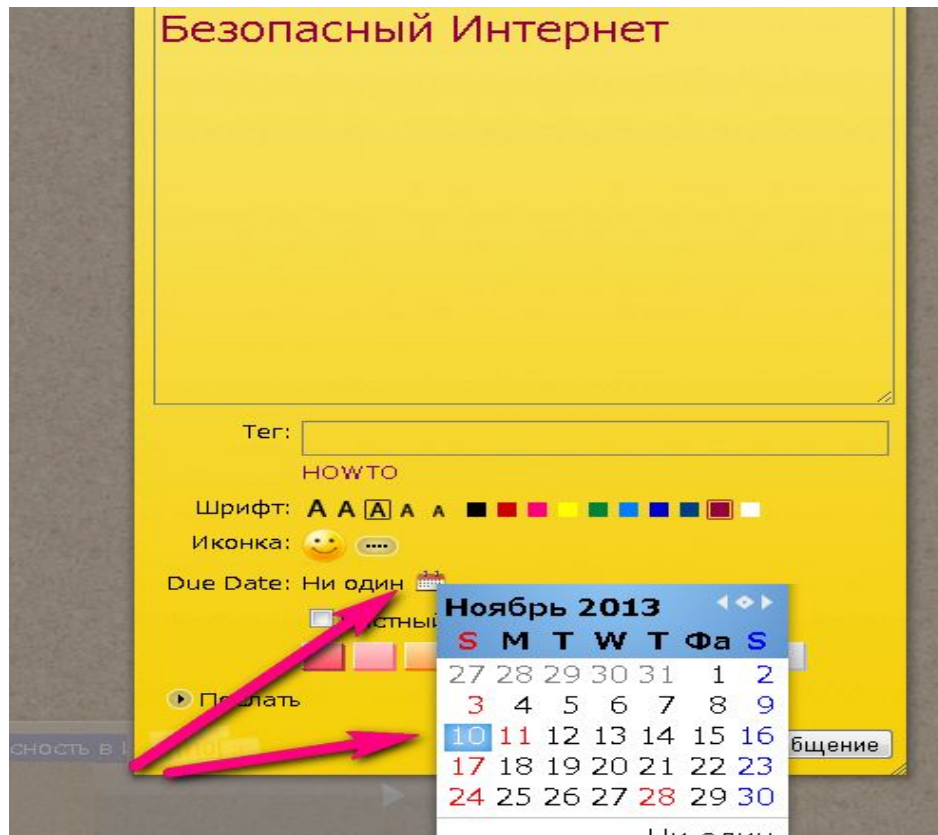 Безопасный Интернет
Тег:
HOWTO
Шрифт: A A A A A
Иконка:
Due Date: Ни один
Ноябрь 2013
S M T W T Фа S
27 28 29 30 31 1 2
3 4 5 6 7 8 9
10 11 12 13 14 15 16
17 18 19 20 21 22 23
24 25 26 27 28 29 30
Ни один